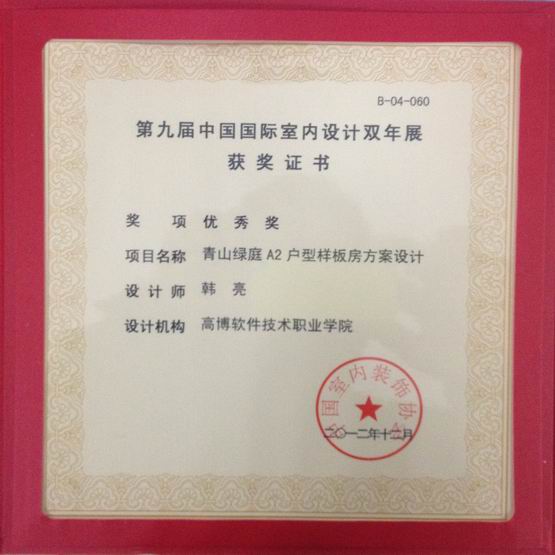 B-04-060
第九届中国国际室内设计双年展
获奖证书
奖 项 优 秀 奖
项目名称 青山绿庭 A2 户型样板房方案设计
设 计 师 韩 亮
设计机构 高博软件技术职业学院
国室内装饰协
二〇一二年十二月